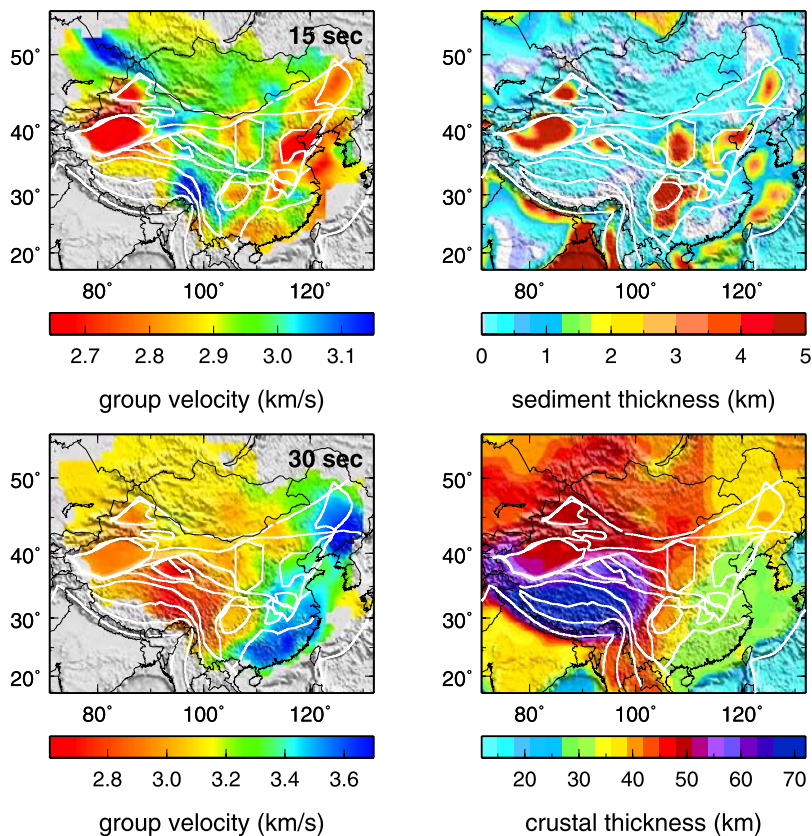 15 sec
50° 50°
40° 40°
30° 30°
20° 20°
80 100 120 80 100 120
2.7 2.8 2.9 3.0 3.1 0 1 2 3 4 5
group velocity (km/s) sediment thickness (km)
30 sec
50° 50°
40° 40°
30° 30°
20° 20°
80 100 120 80 100 120
2.8 3.0 3.2 3.4 3.6 20 30 40 50 60 70
group velocity (km/s) crustal thickness (km)